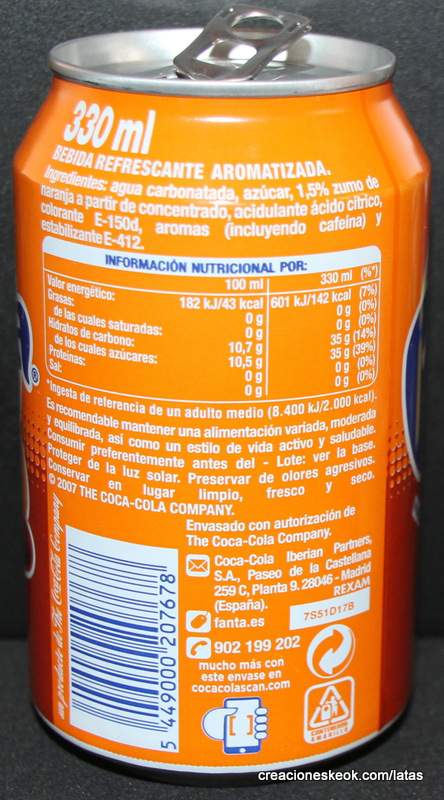 330 ml
BEBIDA REFRESCANTE AROMATIZADA.
Ingredientes: agua carbonatada, azúcar, 1,5% zumo de
naranja a partir de concentrado, acidulante ácido cítrico,
colorante E-150d, aromas (incluyendo cafeína) y
estabilizante E-412.
INFORMACIÓN NUTRICIONAL POR:
100 ml 330 ml (%*)
Valor energético: 182 kJ/43 kcal 601 kJ/142 kcal (7%)
Grasas: 0 g 0 g (0%)
de las cuales saturadas: 0 g 0 g (0%)
Hidratos de carbono: 10,7 g 35 g (14%)
de los cuales azúcares: 10,5 g 35 g (39%)
Proteínas: 0 g 0 g (0%)
Sal: 0 g 0 g (0%)
*Ingesta de referencia de un adulto medio (8.400 kJ/2.000 kcal).
Es recomendable mantener una alimentación variada, moderada
y equilibrada, así como un estilo de vida activo y saludable.
Consumir preferentemente antes del - Lote: ver la base.
Proteger de la luz solar. Preservar de olores agresivos.
Conservar en lugar limpio, fresco y seco.
© 2007 THE COCA-COLA COMPANY.
Envasado con autorización de
The Coca-Cola Company.
Coca-Cola Iberian Partners,
S.A., Paseo de la Castellana
259 C, Planta 9. 28046 - Madrid
(España).
REXAM
7S51D17B
fanta.es
902 199 202
mucho más con
este envase en
cocacolascan.com
CONTENEDOR
AMARILLO
un producto de The Coca-Cola Company
5 449000 207678
®
creacioneskeok.com/latas